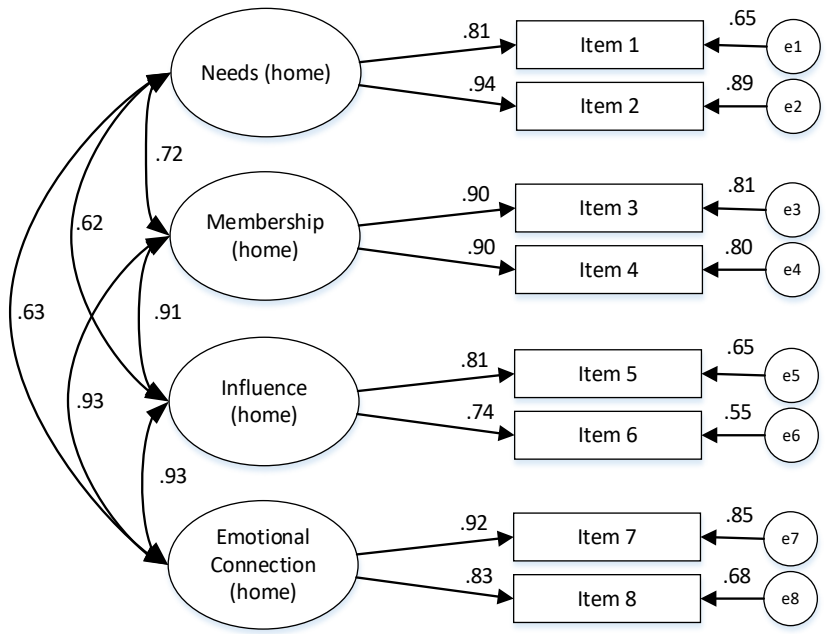 Needs (home)
.81
Item 1
.65
e1
.94
Item 2
.89
e2
.72
Membership
(home)
.90
Item 3
.81
e3
.90
Item 4
.80
e4
.62
.63
.91
Influence
(home)
.81
Item 5
.65
e5
.74
Item 6
.55
e6
.93
.93
Emotional
Connection
(home)
.92
Item 7
.85
e7
.83
Item 8
.68
e8